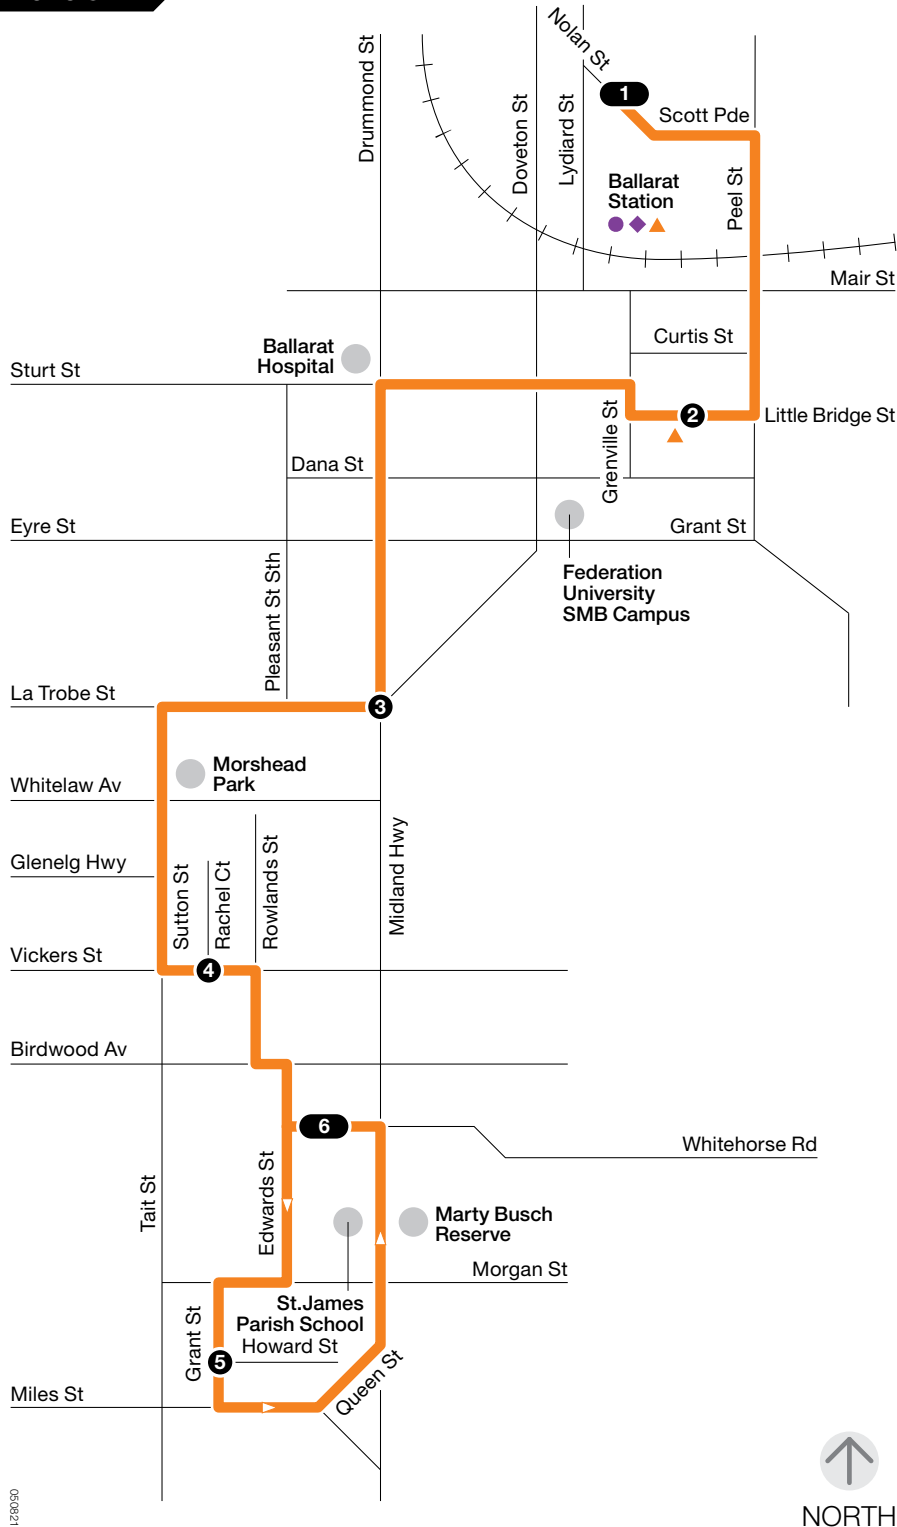 Nolan St
Drummond St
Doveton St
Lydiard St
1
Scott Pde
Peel St
Ballarat
Station
Mair St
Curtis St
Ballarat
Hospital
Sturt St
Grenville St
2
Little Bridge St
Dana St
Eyre St
Grant St
Pleasant St Sth
Federation
University
SMB Campus
La Trobe St
3
Morshead
Park
Whitelaw Av
Midland Hwy
Glenelg Hwy
Sutton St
Rachel Ct
Rowlands St
Vickers St
4
Birdwood Av
6
Whitehorse Rd
Tait St
Edwards St
Marty Busch
Reserve
Morgan St
St.James
Parish School
Howard St
Grant St
5
Queen St
Miles St
050821
NORTH